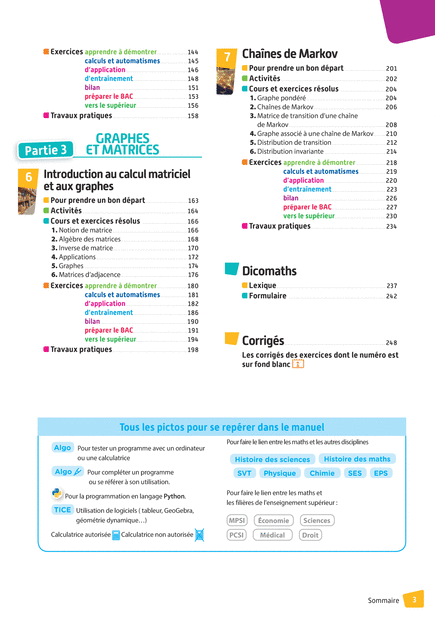 Exercices apprendre à démontrer 144
calculs et automatismes 145
d'application 146
d'entraînement 148
bilan 151
préparer le BAC 153
vers le supérieur 156
Travaux pratiques 158
Partie 3
GRAPHES
ET MATRICES
6
Introduction au calcul matriciel
et aux graphes
Pour prendre un bon départ 163
Activités 164
Cours et exercices résolus 166
1. Notion de matrice 166
2. Algèbre des matrices 168
3. Inverse de matrice 170
4. Applications 172
5. Graphes 174
6. Matrices d'adjacence 176
Exercices apprendre à démontrer 180
calculs et automatismes 181
d'application 182
d'entraînement 186
bilan 190
préparer le BAC 191
vers le supérieur 194
Travaux pratiques 198
7
Chaînes de Markov
Pour prendre un bon départ 201
Activités 202
Cours et exercices résolus 204
1. Graphe pondéré 204
2. Chaînes de Markov 206
3. Matrice de transition d'une chaîne
de Markov 208
4. Graphe associé à une chaîne de Markov 210
5. Distribution de transition 212
6. Distribution invariante 214
Exercices apprendre à démontrer 218
calculs et automatismes 219
d'application 220
d'entraînement 223
bilan 226
préparer le BAC 227
vers le supérieur 230
Travaux pratiques 234
Dicomaths
Lexique 237
Formulaire 242
Corrigés 248
Les corrigés des exercices dont le numéro est
sur fond blanc 1
Tous les pictos pour se repérer dans le manuel
Algo Pour tester un programme avec un ordinateur
ou une calculatrice
Algo Pour compléter un programme
ou se référer à son utilisation.
Pour la programmation en langage Python.
TICE Utilisation de logiciels ( tableur, GeoGebra,
géométrie dynamique…)
Calculatrice autorisée Calculatrice non autorisée
Pour faire le lien entre les maths et les autres disciplines
Histoire des sciences Histoire des maths
SVT Physique Chimie SES EPS
Pour faire le lien entre les maths et
les filières de l'enseignement supérieur :
MPSI Économie Sciences
PCSI Médical Droit
Sommaire 3